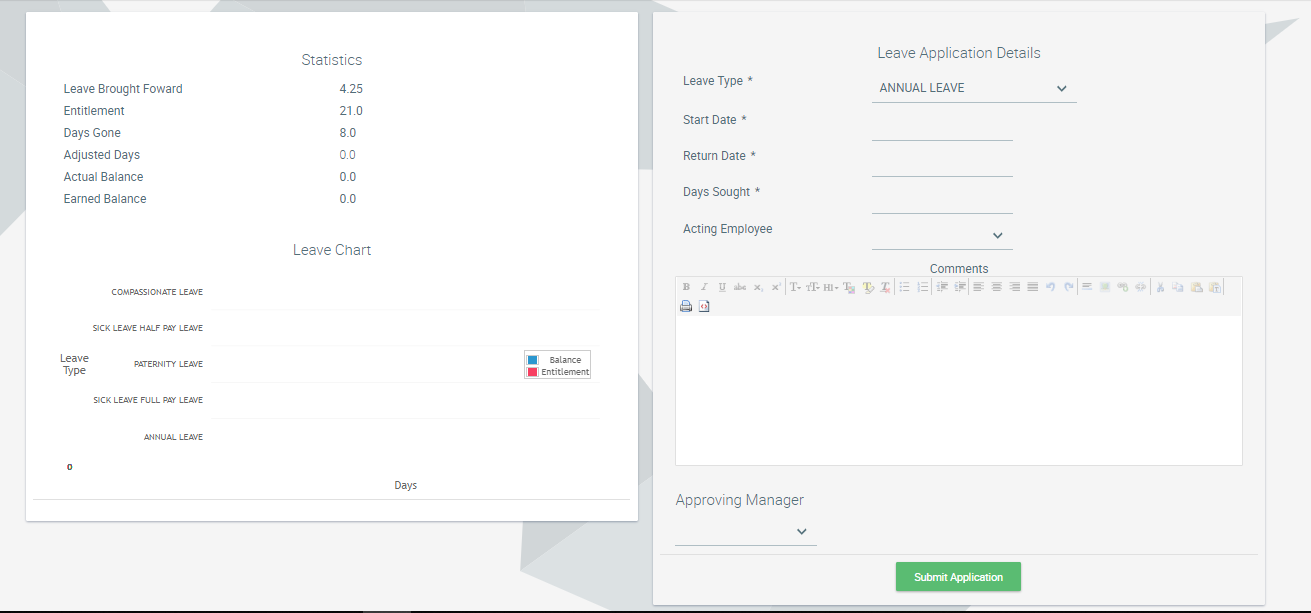 Statistics
Leave Brought Foward 4.25
Entitlement 21.0
Days Gone 8.0
Adjusted Days 0.0
Actual Balance 0.0
Earned Balance 0.0
Leave Chart
COMPASSIONATE LEAVE
SICK LEAVE HALF PAY LEAVE
Leave
Type
PATERNITY LEAVE
SICK LEAVE FULL PAY LEAVE
ANNUAL LEAVE
Balance
Entitlement
0
Days
Leave Application Details
Leave Type * ANNUAL LEAVE
Start Date *
Return Date *
Days Sought *
Acting Employee
Comments
B I U abc x, x' T T H1 T T T
Approving Manager
Submit Application